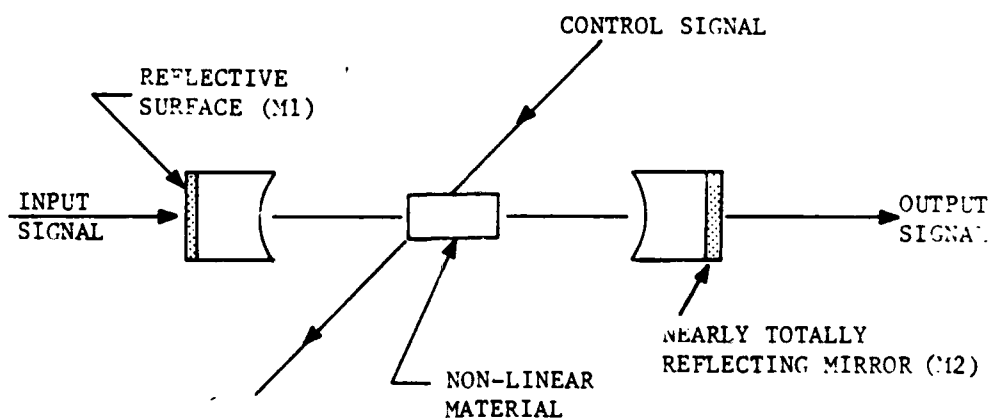 CONTROL SIGNAL
REFLECTIVE
SURFACE (M1)
INPUT
SIGNAL
OUTPUT
SIGNAL
NEARLY TOTALLY
REFLECTING MIRROR (M2)
NON-LINEAR
MATERIAL